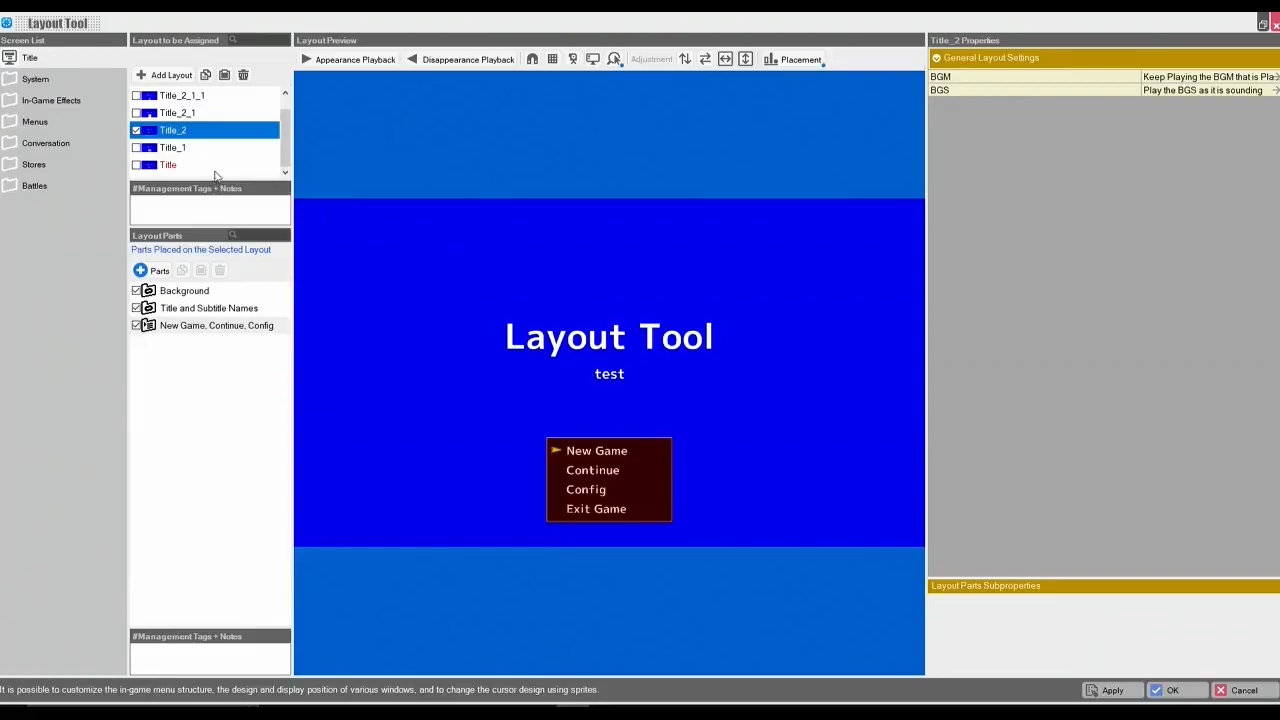 Layout Tool
Screen List
Layout to be Assigned
Layout Preview
Title_2 Properties
Title
System
In-Game Effects
Menus
Conversation
Stores
Battles
Add Layout
Title_2_1_1
Title_2_1
Title_2
Title_1
Title
#Management Tags + Notes
Layout Parts
Parts Placed on the Selected Layout
Parts
Background
Title and Subtitle Names
New Game, Continue, Config
#Management Tags + Notes
Appearance Playback
Disappearance Playback
Adjustment
Placement
Layout Tool
test
New Game
Continue
Config
Exit Game
General Layout Settings
BGM Keep Playing the BGM that is Pla
BGS Play the BGS as it is sounding
Layout Parts Subproperties
It is possible to customize the in-game menu structure, the design and display position of various windows, and to change the cursor design using sprites.
Apply
OK
Cancel